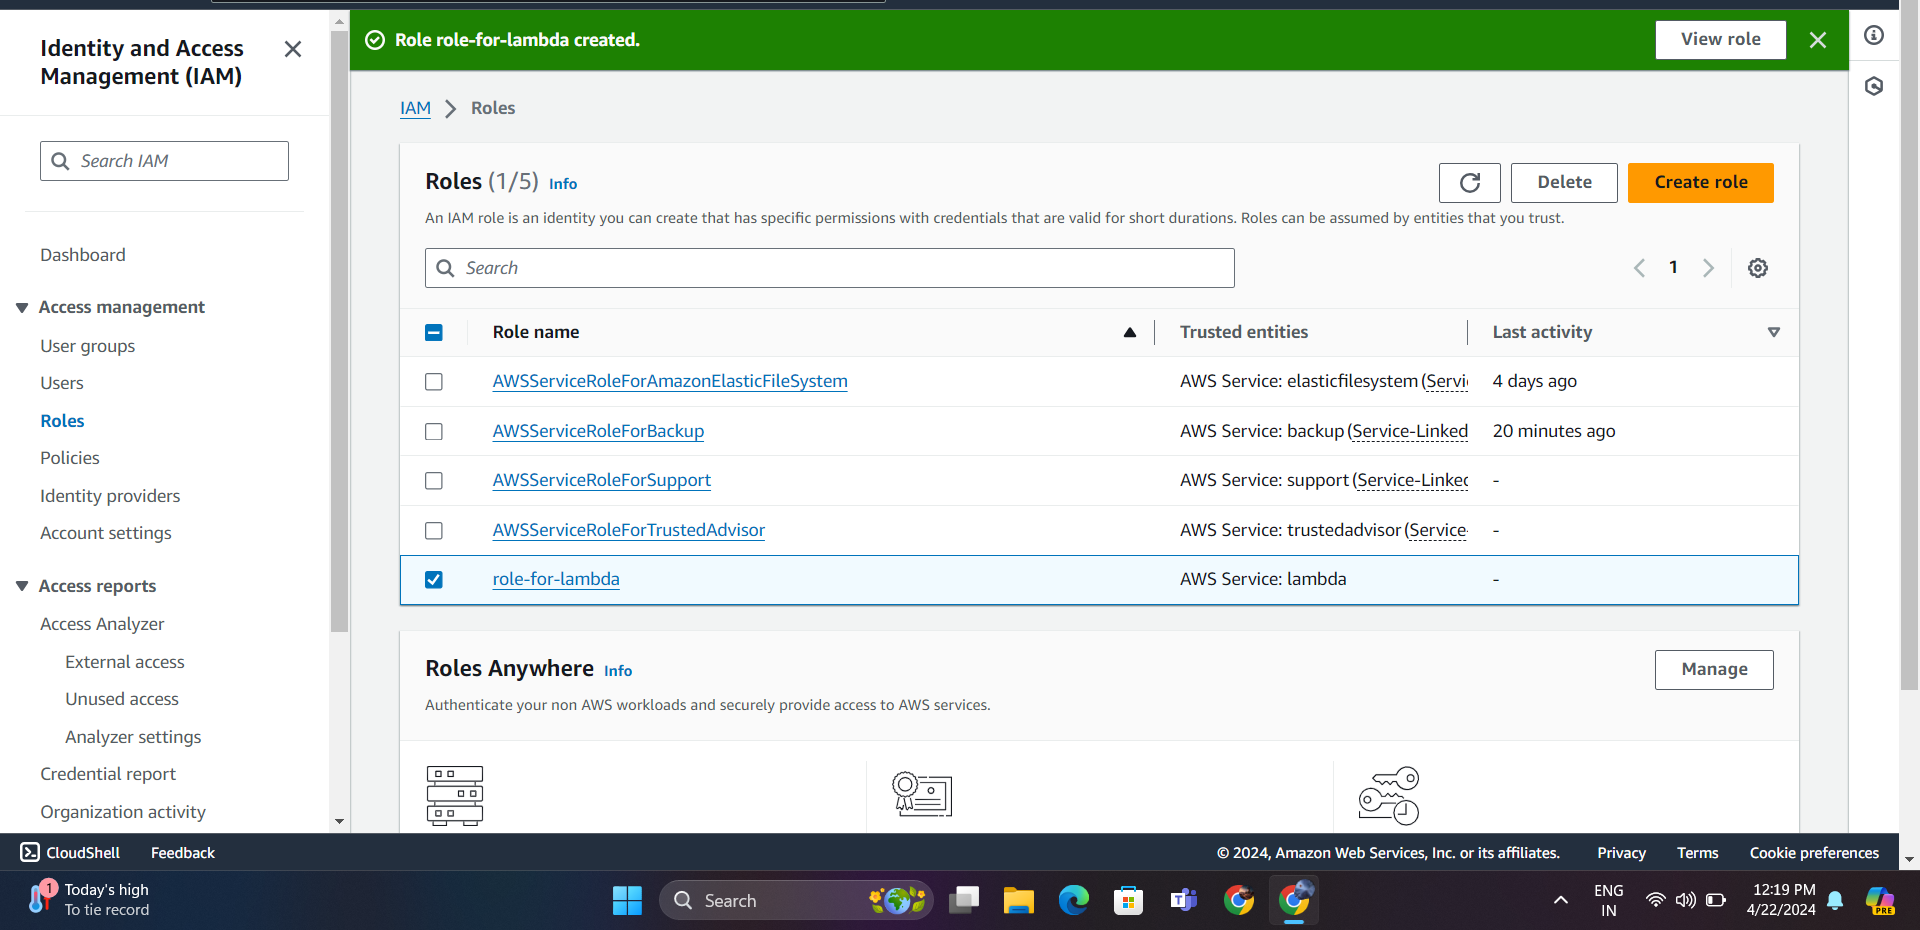 Identity and Access
Management (IAM)
Search IAM
Dashboard
Access management
User groups
Users
Roles
Policies
Identity providers
Account settings
Access reports
Access Analyzer
External access
Unused access
Analyzer settings
Credential report
Organization activity
Role role-for-lambda created.
View role
IAM
Roles
Roles (1/5) Info
Delete
Create role
An IAM role is an identity you can create that has specific permissions with credentials that are valid for short durations. Roles can be assumed by entities that you trust.
Search
1
Role name
Trusted entities
Last activity
AWSServiceRoleForAmazonElasticFileSystem
AWS Service: elasticfilesystem (Servi
4 days ago
AWSServiceRoleForBackup
AWS Service: backup (Service-Linked
20 minutes ago
AWSServiceRoleForSupport
AWS Service: support (Service-Linked
-
AWSServiceRoleForTrustedAdvisor
AWS Service: trustedadvisor (Service-
-
role-for-lambda
AWS Service: lambda
-
Roles Anywhere Info
Manage
Authenticate your non AWS workloads and securely provide access to AWS services.
CloudShell
Feedback
© 2024, Amazon Web Services, Inc. or its affiliates.
Privacy
Terms
Cookie preferences
1
Today's high
To tie record
Search
T
ENG
IN
12:19 PM
4/22/2024
PRE